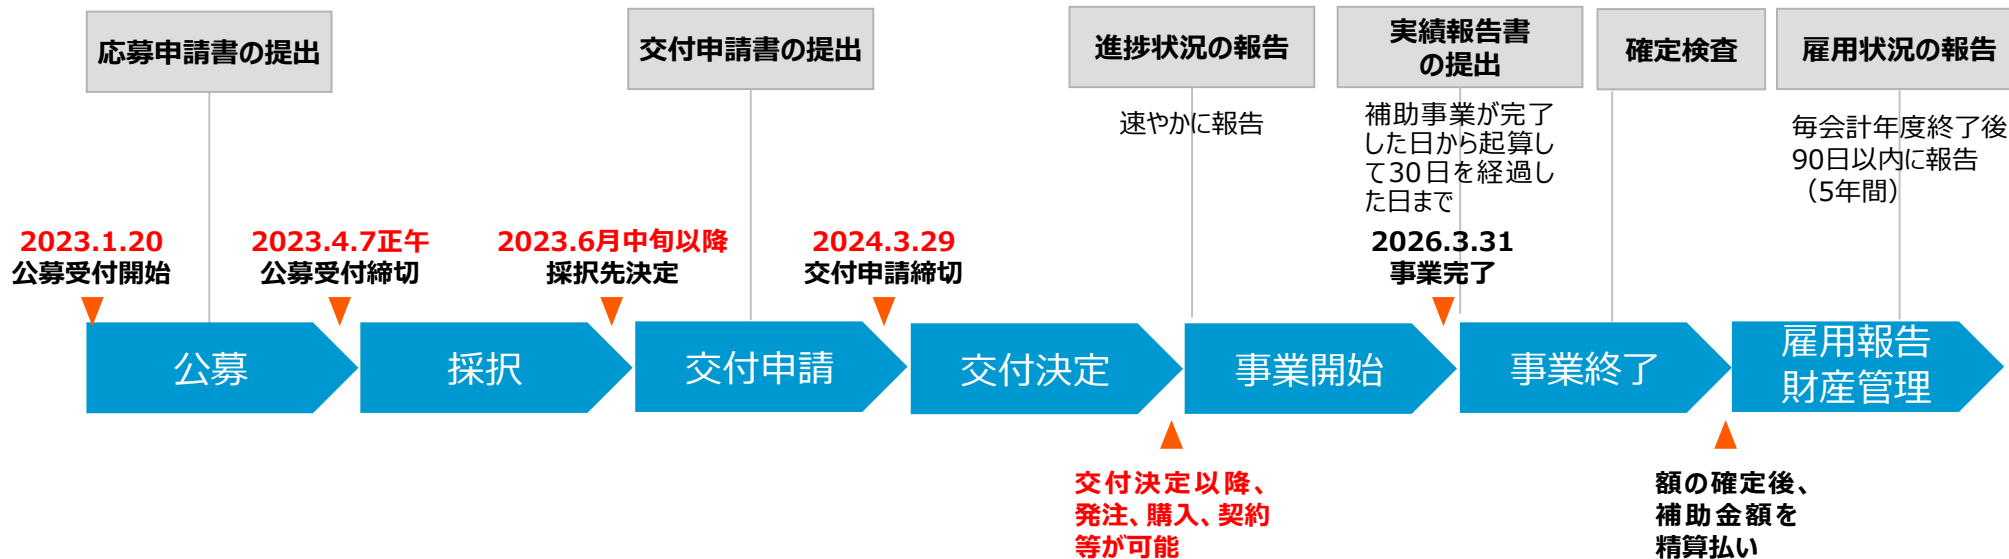 応募申請書の提出
交付申請書の提出
進捗状況の報告
速やかに報告
実績報告書
の提出
補助事業が完了
した日から起算し
て30日を経過し
た日まで
確定検査
雇用状況の報告
毎会計年度終了後
90日以内に報告
（5年間）
2023.1.20
公募受付開始
2023.4.7正午
公募受付締切
2023.6月中旬以降
採択先決定
2024.3.29
交付申請締切
2026.3.31
事業完了
公募
採択
交付申請
交付決定
事業開始
事業終了
雇用報告
財産管理
交付決定以降、
発注、購入、契約
等が可能
額の確定後、
補助金額を
精算払い